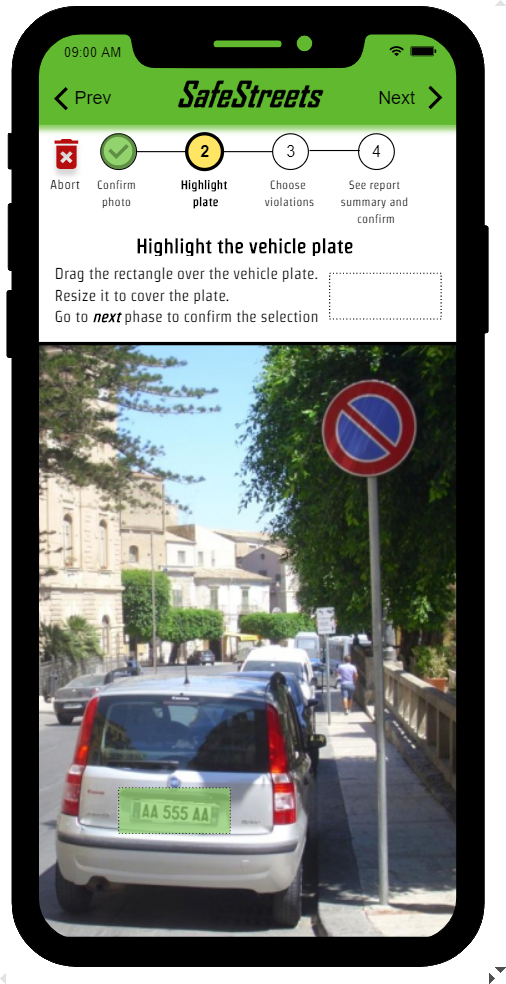 09:00 AM
Prev
SafeStreets
Next
2
3
4
Abort
Confirm
photo
Highlight
plate
Choose
violations
See report
summary and
confirm
Highlight the vehicle plate
Drag the rectangle over the vehicle plate.
Resize it to cover the plate.
Go to next phase to confirm the selection
AA 555 AA